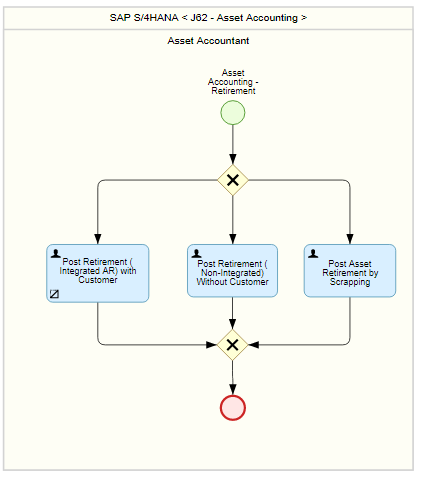 SAP S/4HANA < J62 - Asset Accounting >
Asset Accountant
Asset
Accounting -
Retirement
Post Retirement (
Integrated AR) with
Customer
Post Retirement (
Non-Integrated)
Without Customer
Post Asset
Retirement by
Scrapping